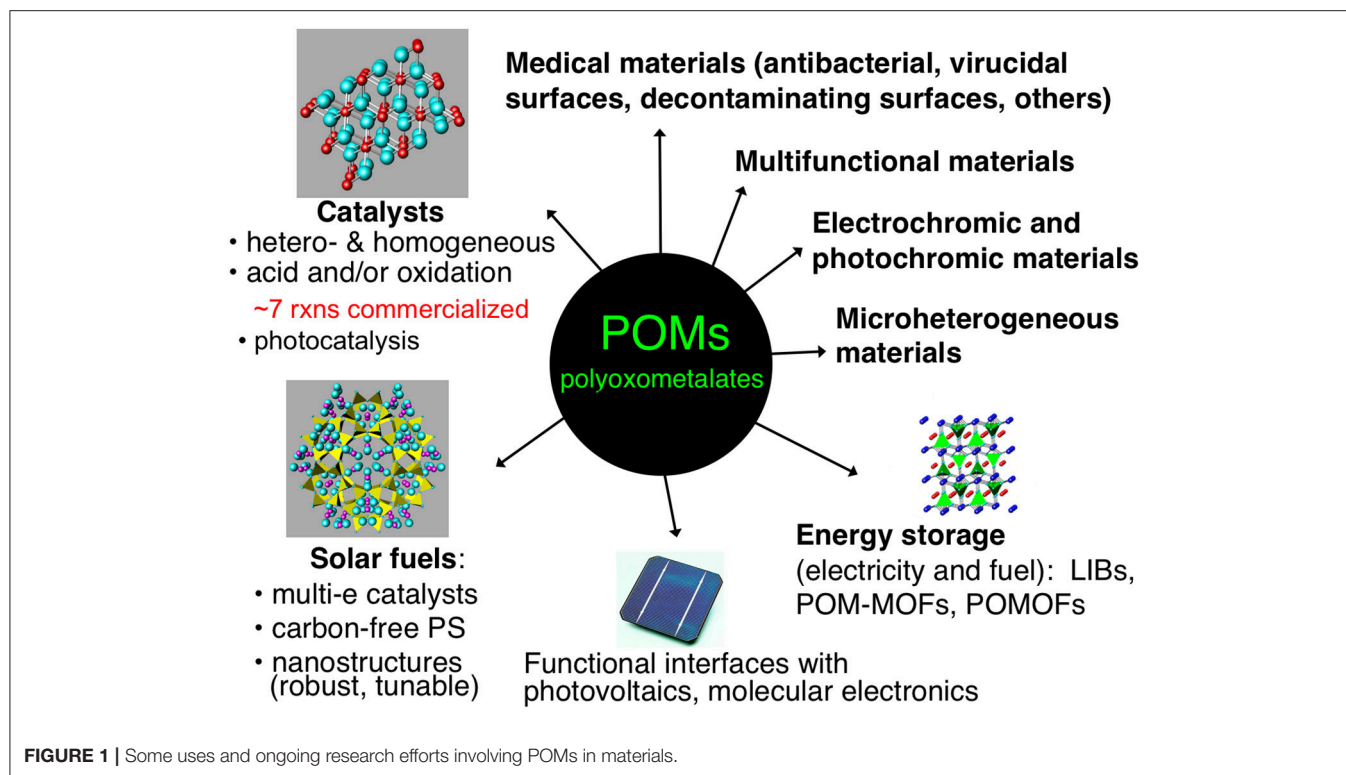 Medical materials (antibacterial, virucidal
surfaces, decontaminating surfaces, others)
Multifunctional materials
Electrochromic and
photochromic materials
Microheterogeneous
materials
Catalysts
• hetero- & homogeneous
• acid and/or oxidation
~7 rxns commercialized
• photocatalysis
POMs
polyoxometalates
Solar fuels:
• multi-e catalysts
• carbon-free PS
• nanostructures
(robust, tunable)
Functional interfaces with
photovoltaics, molecular electronics
Energy storage
(electricity and fuel): LIBs,
POM-MOFs, POMOFs
FIGURE 1 | Some uses and ongoing research efforts involving POMs in materials.